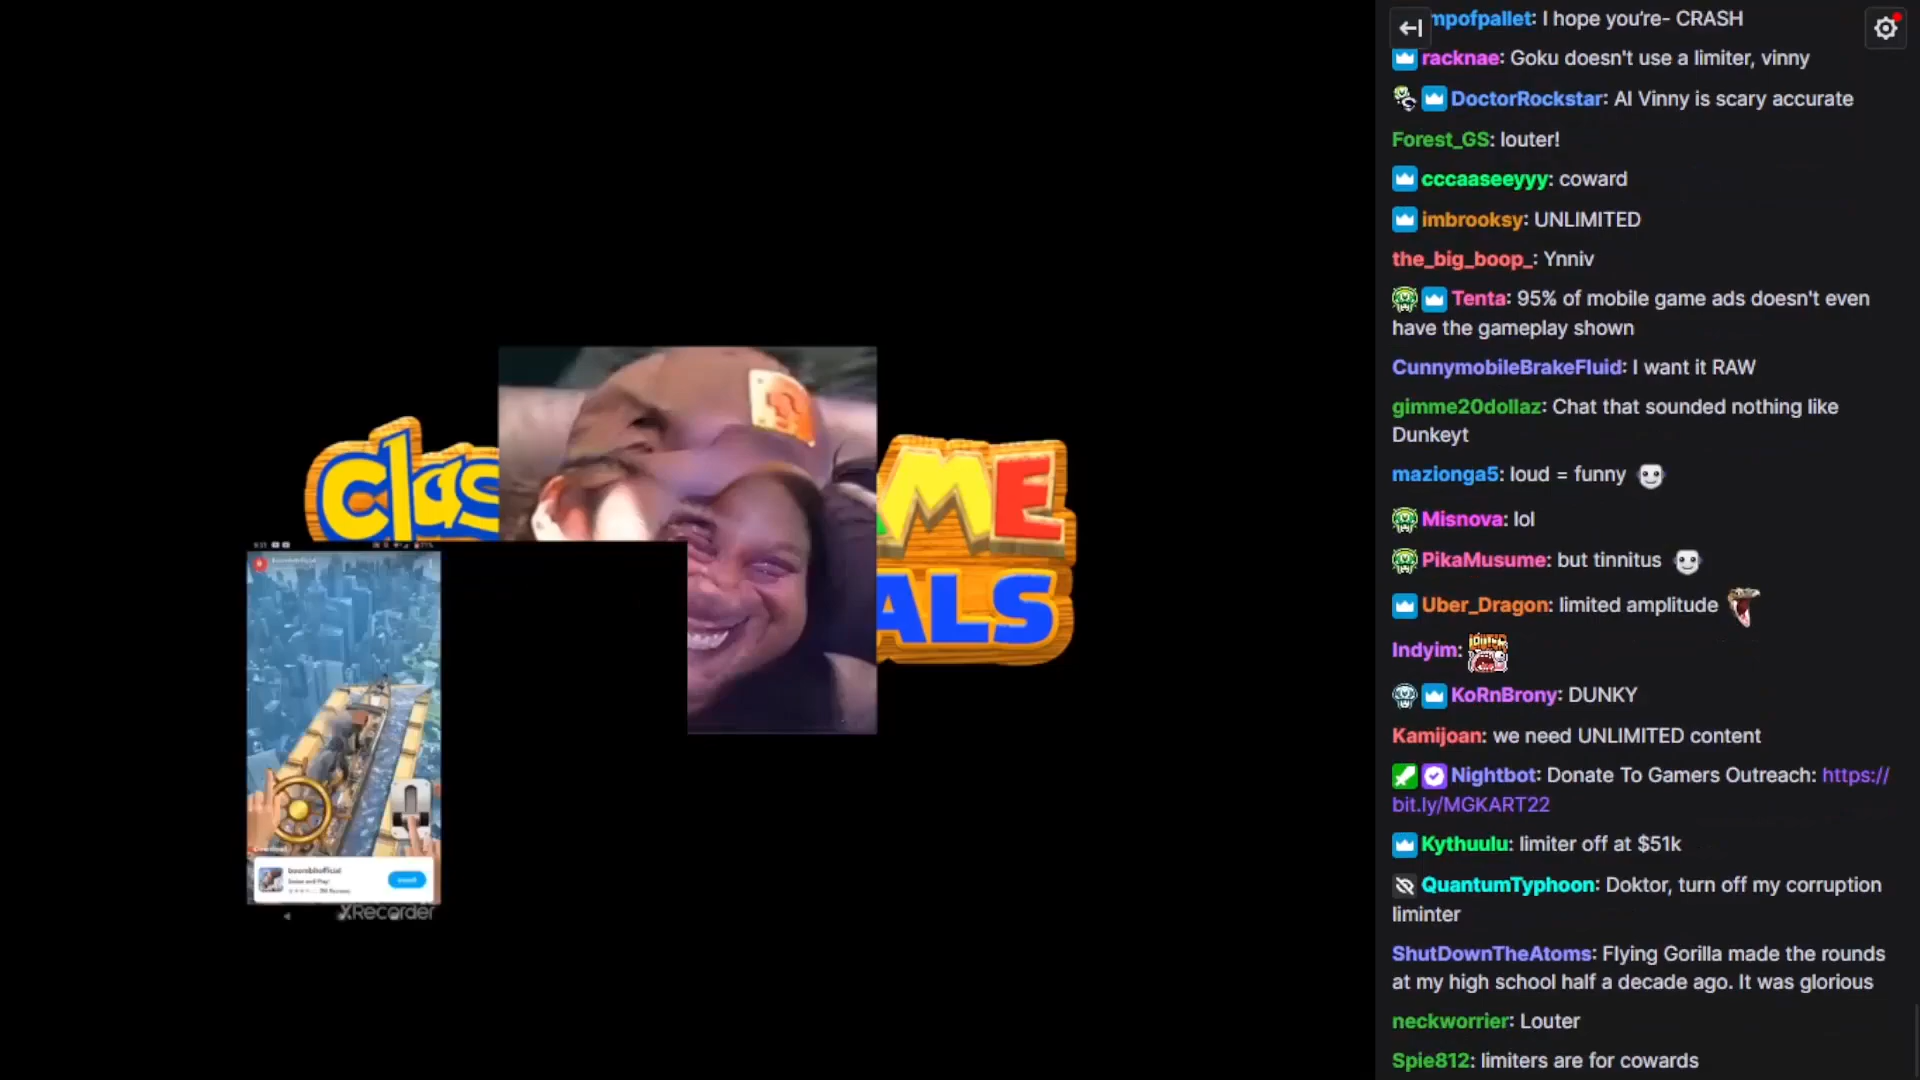 mpofpallet: I hope you're- CRASH
racknae: Goku doesn't use a limiter, vinny
DoctorRockstar: AI Vinny is scary accurate
Forest_GS: louter!
cccaaseeyyy: coward
imbrooksy: UNLIMITED
the_big_boop_: Ynniv
Tenta: 95% of mobile game ads doesn't even
have the gameplay shown
CunnymobileBrakeFluid: I want it RAW
gimme20dollaz: Chat that sounded nothing like
Dunkeyt
mazionga5: loud = funny
Misnova: lol
PikaMusume: but tinnitus
Uber_Dragon: limited amplitude
Indyim: LOUTER
KoRnBrony: DUNKY
Kamijoan: we need UNLIMITED content
Nightbot: Donate To Gamers Outreach: https://
bit.ly/MGKART22
Kythuulu: limiter off at $51k
QuantumTyphoon: Doktor, turn off my corruption
liminter
ShutDownTheAtoms: Flying Gorilla made the rounds
at my high school half a decade ago. It was glorious
neckworrier: Louter
Spie812: limiters are for cowards
clas
ME
ALS
boombitofficial
XRecorder